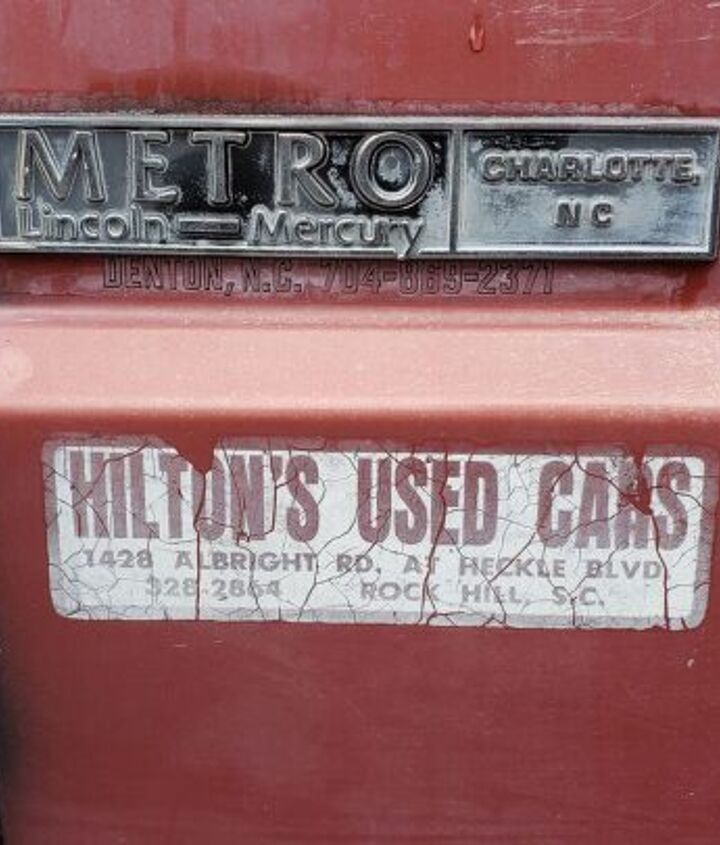 METRO
Lincoln—Mercury
CHARLOTTE,
NC
DENTON, N.C. 704-869-2371
HILTON'S USED CARS
1428 ALBRIGHT RD. AT HECKLE BLVD
328-2864 ROCK HILL, S.C.